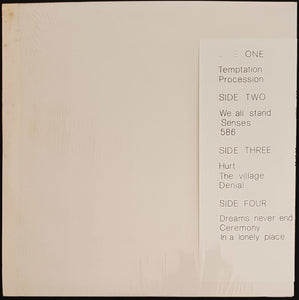 SIDE ONE
Temptation
Procession
SIDE TWO
We all stand
Senses
586
SIDE THREE
Hurt
The village
Denial
SIDE FOUR
Dreams never end
Ceremony
In a lonely place